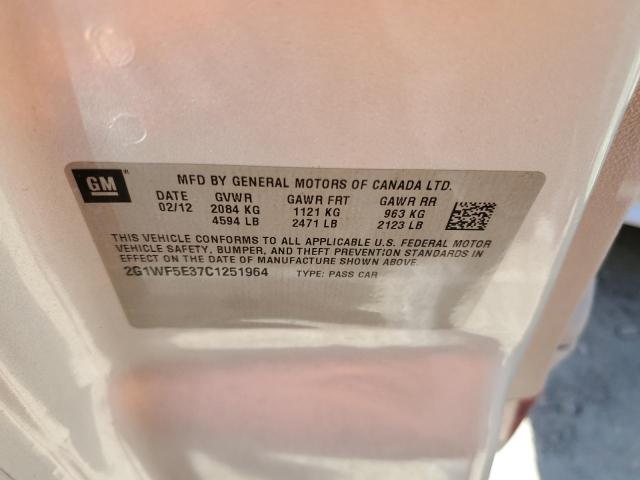 GM
MFD BY GENERAL MOTORS OF CANADA LTD.
DATE GVWR GAWR FRT GAWR RR
02/12 2084 KG 1121 KG 963 KG
4594 LB 2471 LB 2123 LB
THIS VEHICLE CONFORMS TO ALL APPLICABLE U.S. FEDERAL MOTOR
VEHICLE SAFETY, BUMPER, AND THEFT PREVENTION STANDARDS IN
EFFECT ON THE DATE OF MANUFACTURE SHOWN ABOVE.
2G1WF5E37C1251964 TYPE: PASS CAR